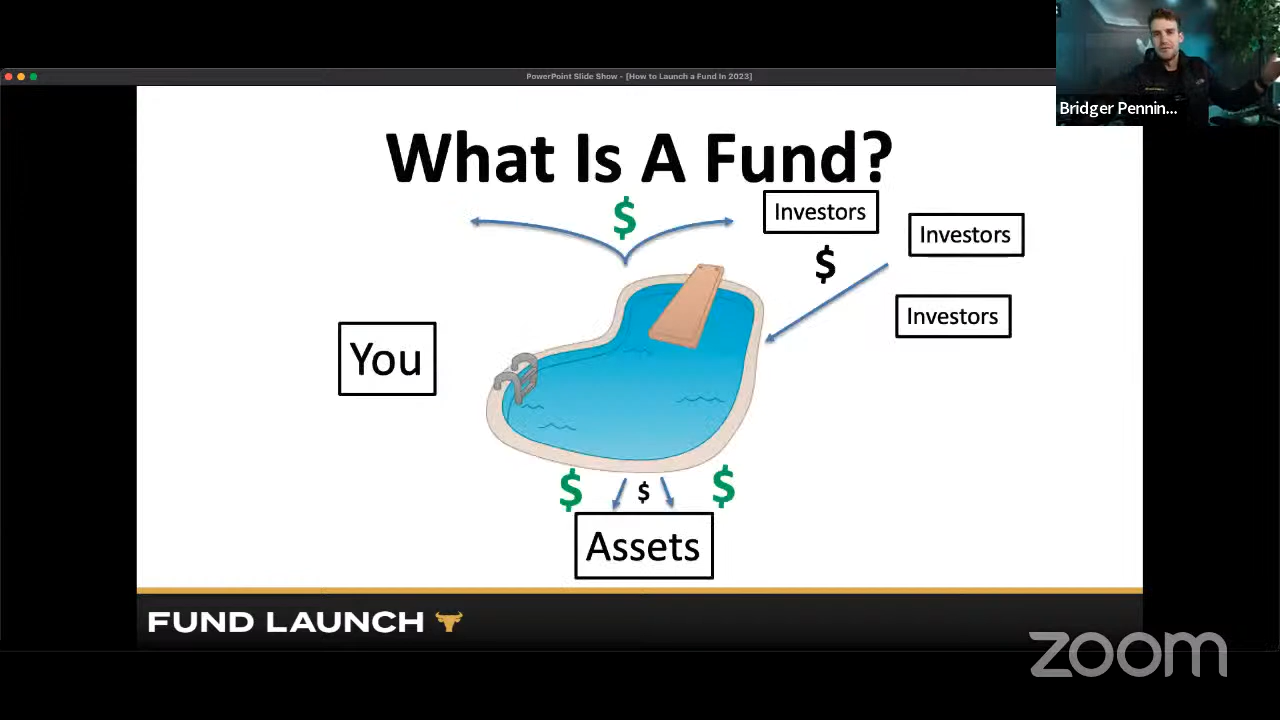 PowerPoint Slide Show - [How to Launch a Fund In 2023]
Bridger Pennin...
What Is A Fund?
$
Investors
Investors
$
Investors
You
$
$
$
Assets
FUND LAUNCH
zoom